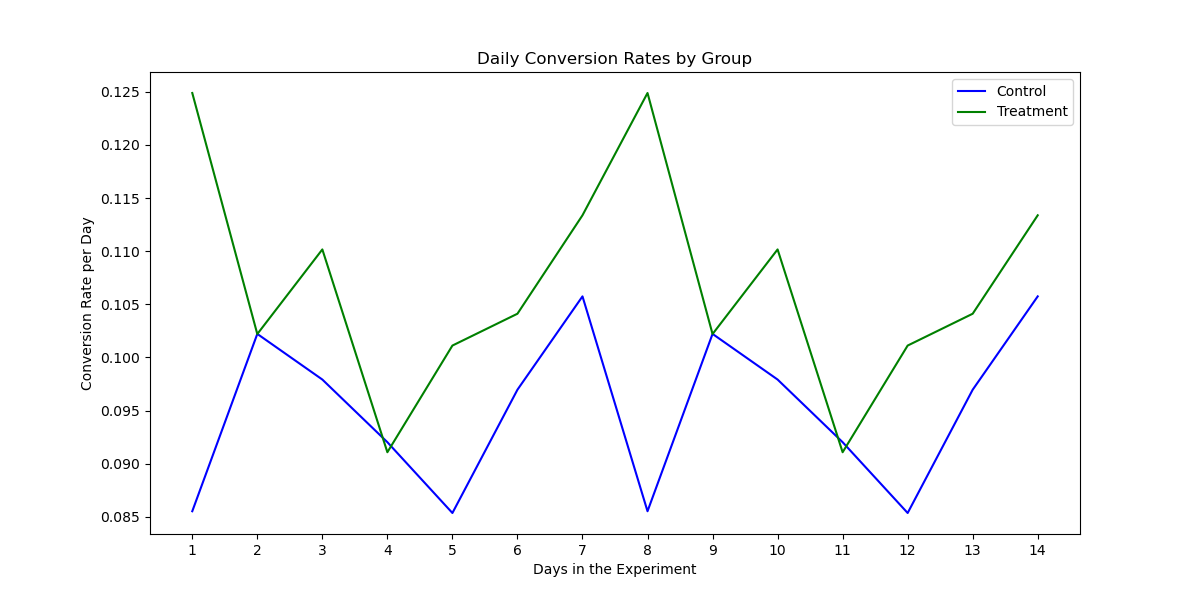 Daily Conversion Rates by Group
Control
Treatment
Conversion Rate per Day
0.125
0.120
0.115
0.110
0.105
0.100
0.095
0.090
0.085
1 2 3 4 5 6 7 8 9 10 11 12 13 14
Days in the Experiment